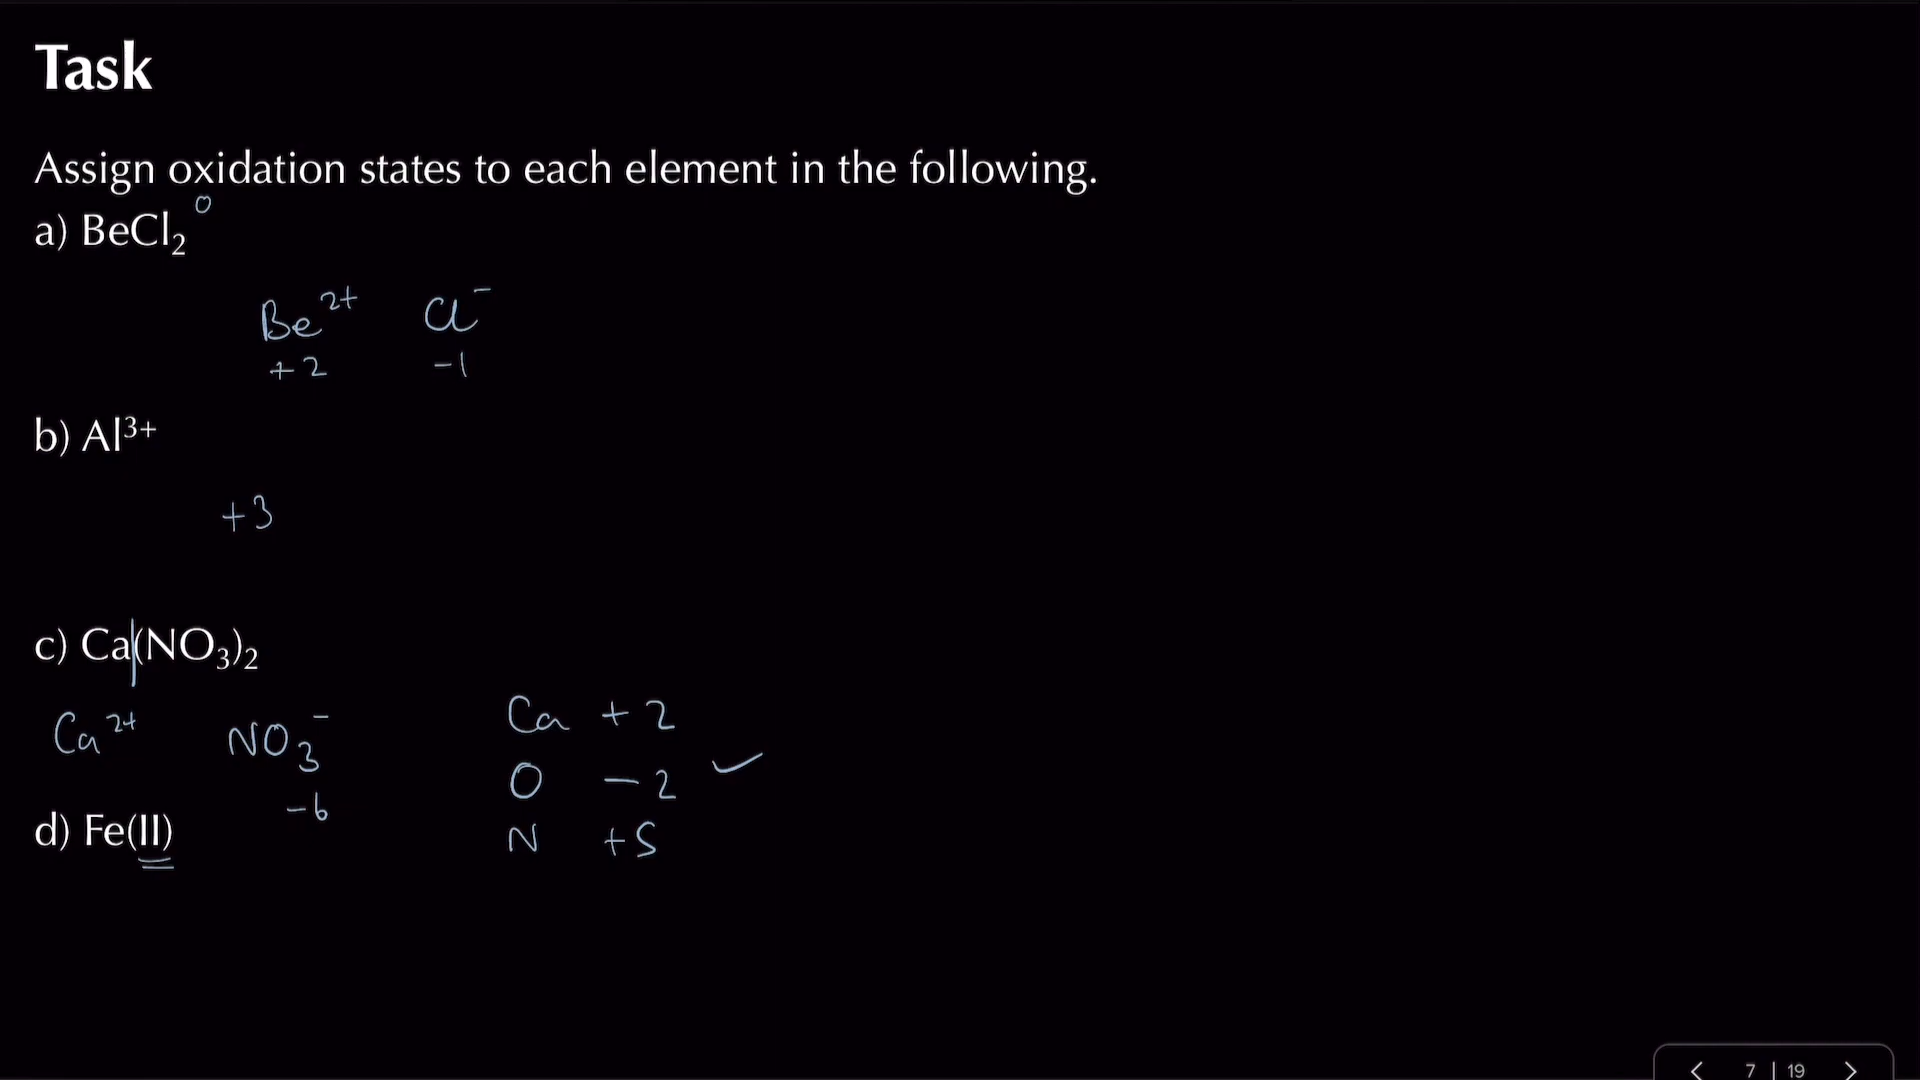 Task
Assign oxidation states to each element in the following.
a) BeCl₂ 0
Be²⁺ Cl⁻
+2 -1
b) Al³⁺
+3
c) Ca(NO₃)₂
Ca²⁺ NO₃⁻
-6
Ca +2
O -2 ✓
N +5
d) Fe(II)
7 | 19